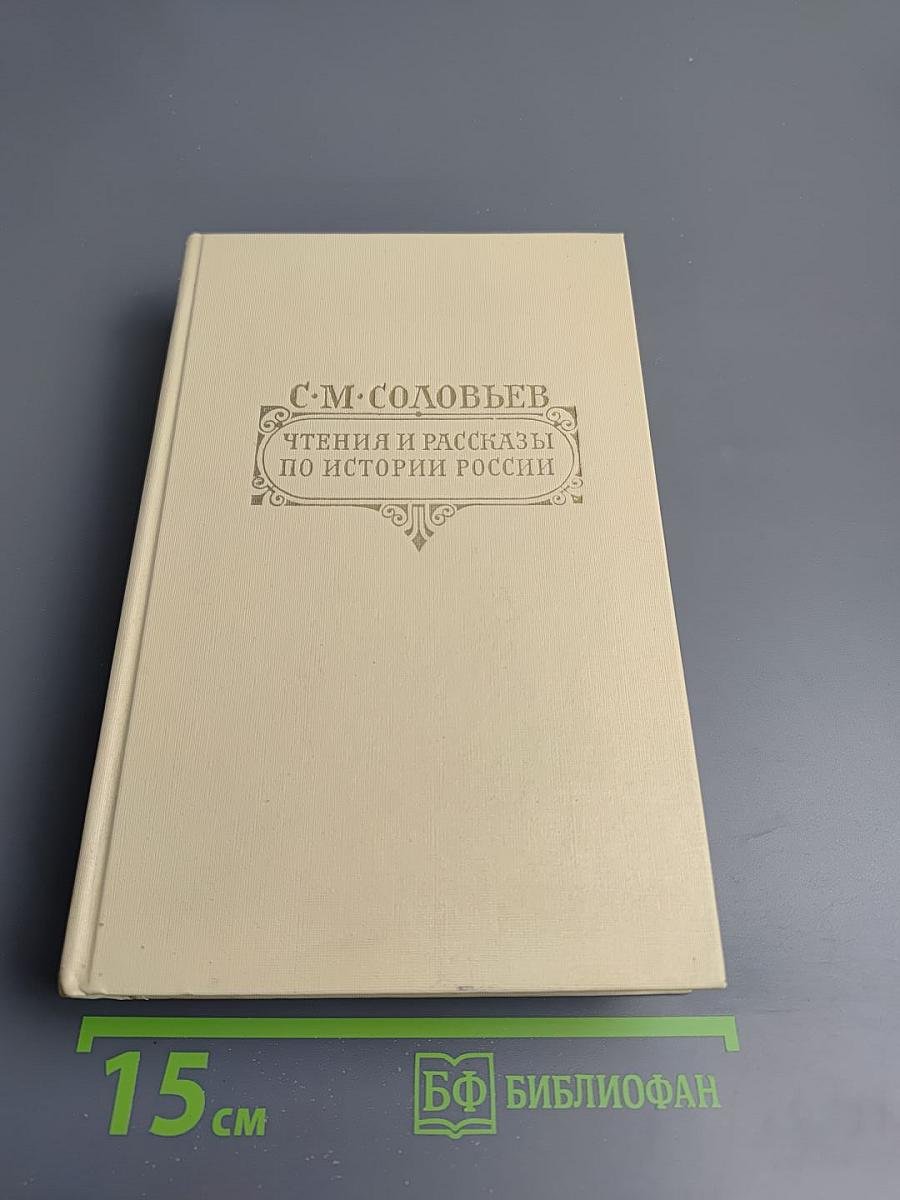 С·М·СОЛОВЬЕВ
ЧТЕНИЯ И РАССКАЗЫ
ПО ИСТОРИИ РОССИИ
15 см
БФ БИБЛИОФАН